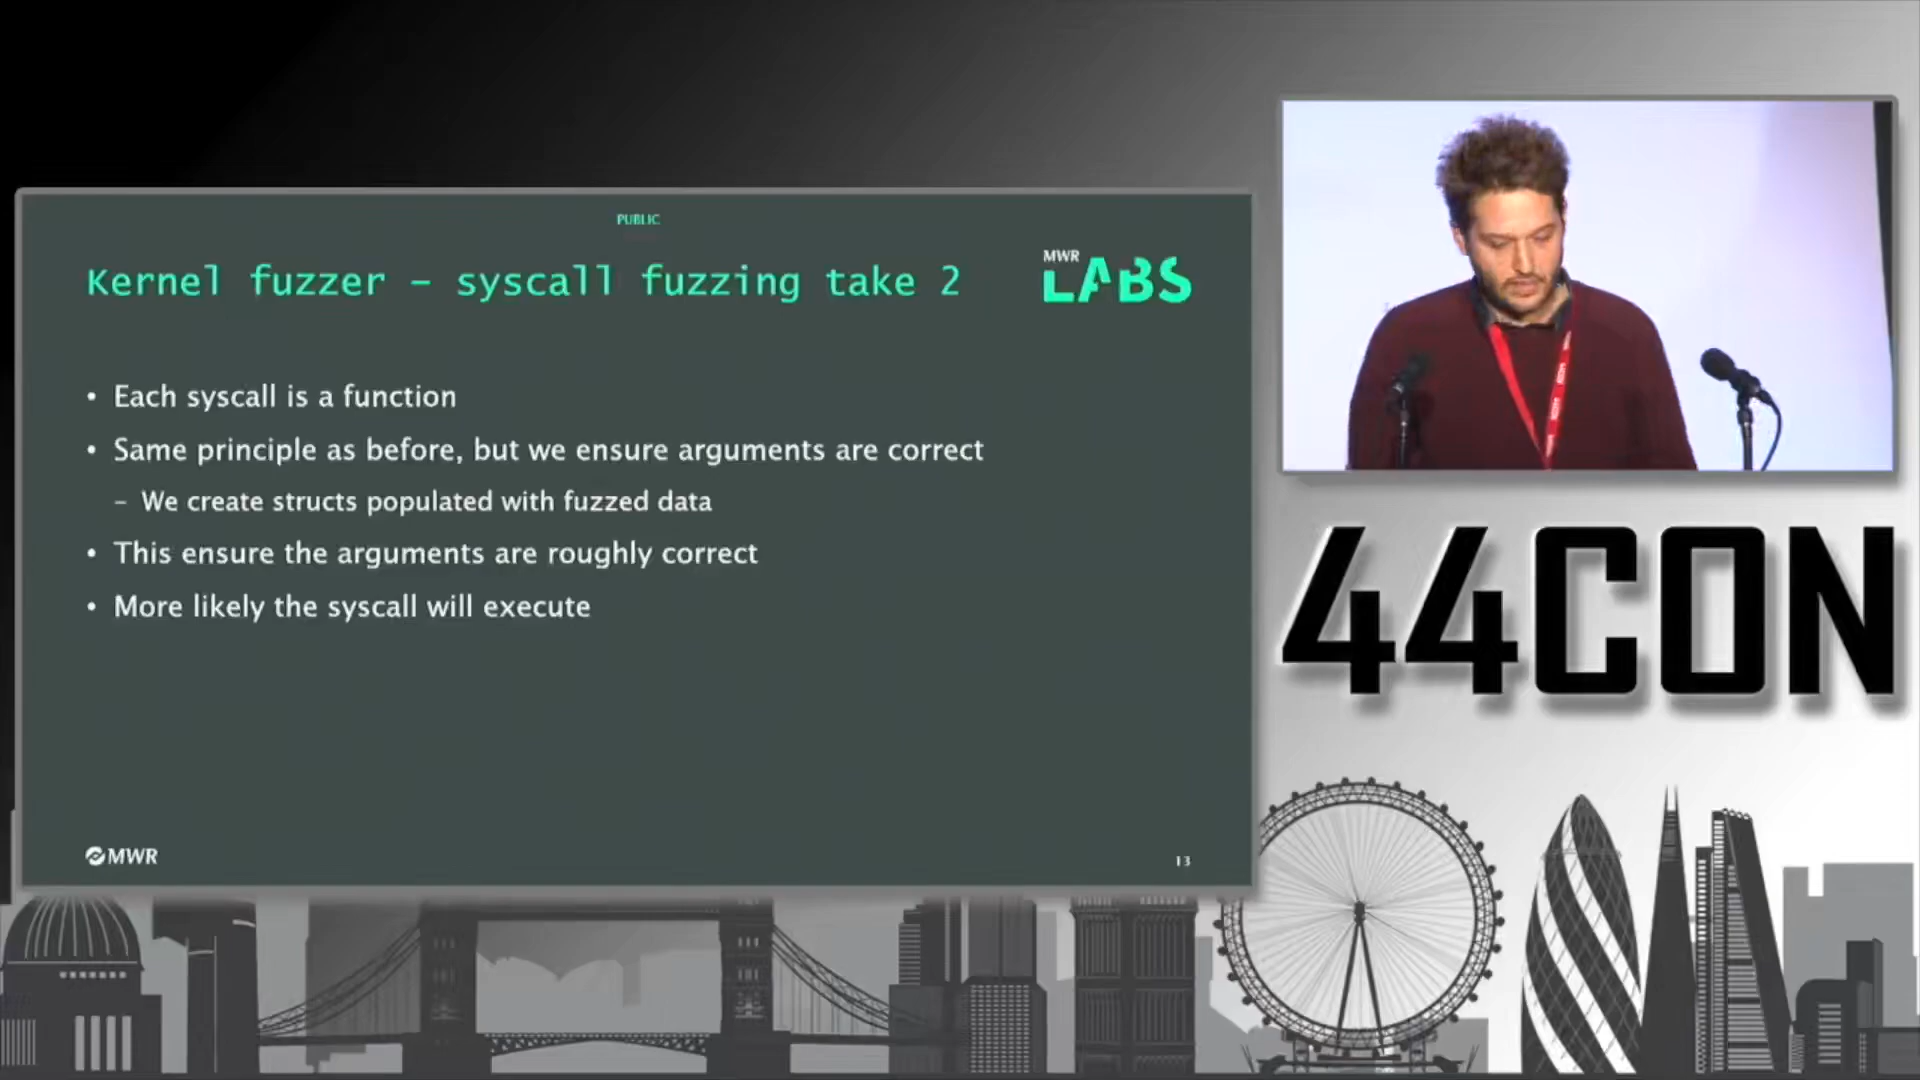 PUBLIC
Kernel fuzzer – syscall fuzzing take 2
MWR
LABS
• Each syscall is a function
• Same principle as before, but we ensure arguments are correct
– We create structs populated with fuzzed data
• This ensure the arguments are roughly correct
• More likely the syscall will execute
MWR
13
44CON